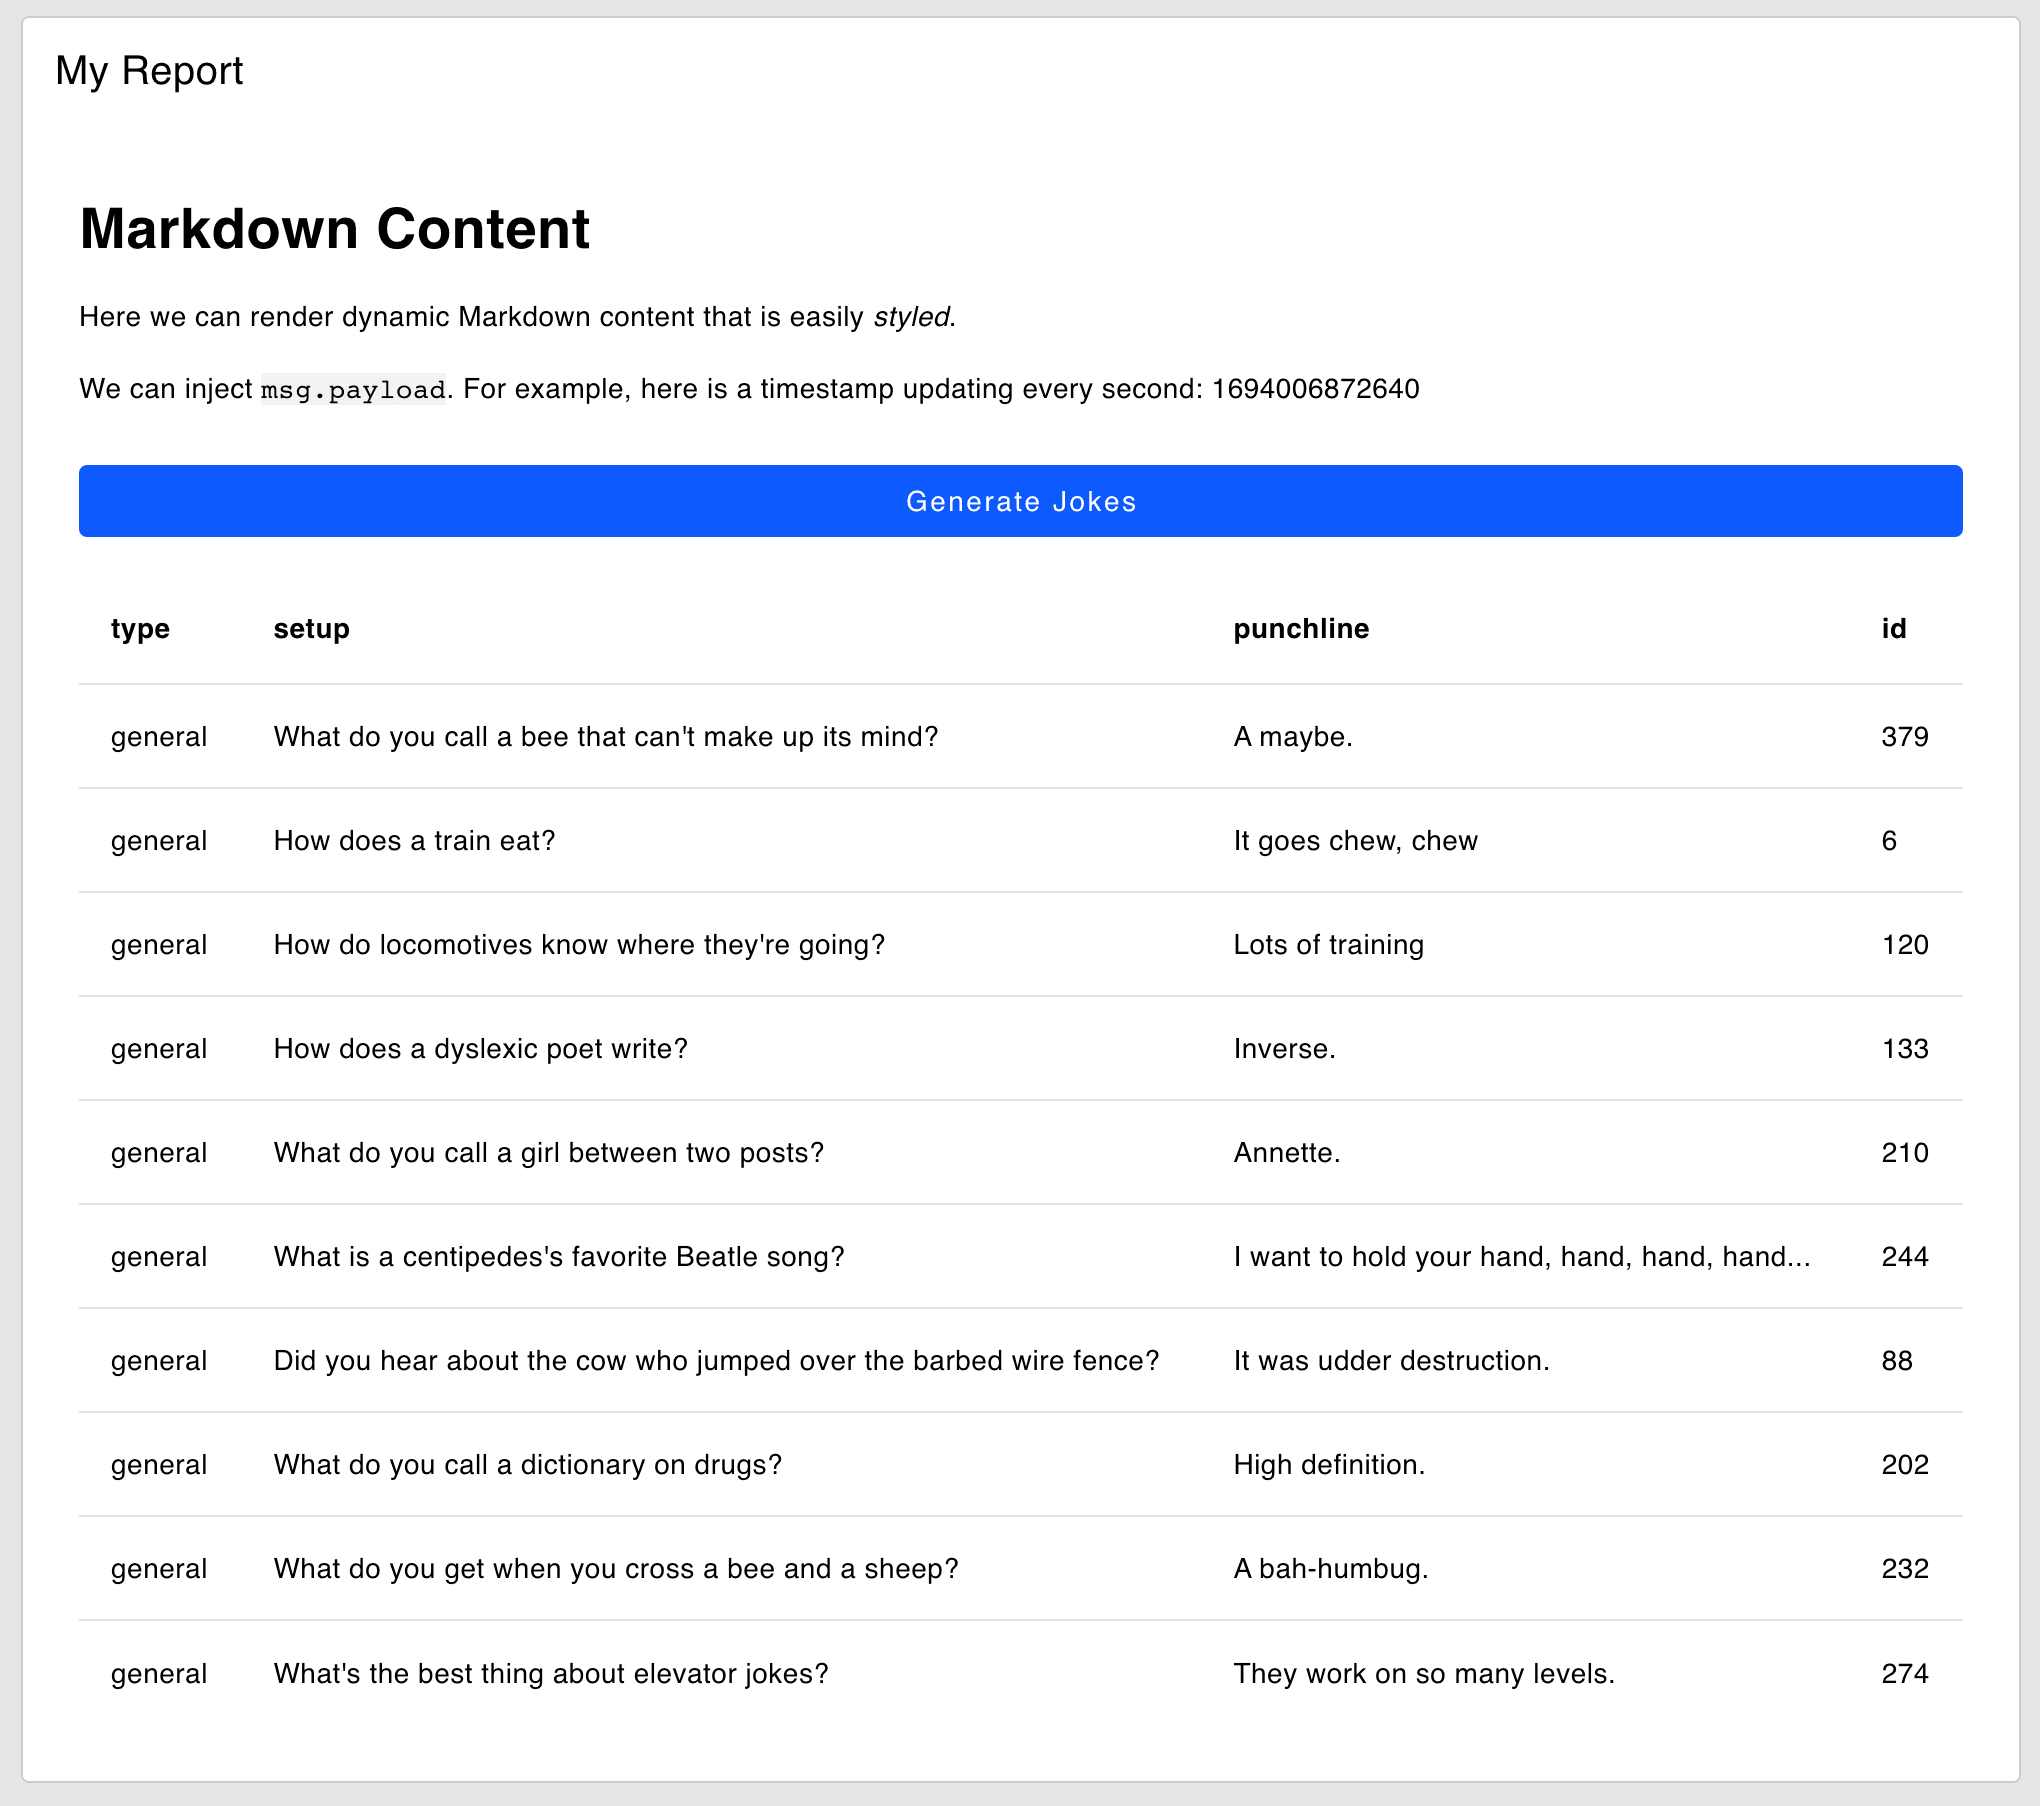 My Report
Markdown Content
Here we can render dynamic Markdown content that is easily styled.
We can inject msg.payload. For example, here is a timestamp updating every second: 1694006872640
Generate Jokes
type setup punchline id
general What do you call a bee that can't make up its mind? A maybe. 379
general How does a train eat? It goes chew, chew 6
general How do locomotives know where they're going? Lots of training 120
general How does a dyslexic poet write? Inverse. 133
general What do you call a girl between two posts? Annette. 210
general What is a centipedes's favorite Beatle song? I want to hold your hand, hand, hand, hand... 244
general Did you hear about the cow who jumped over the barbed wire fence? It was udder destruction. 88
general What do you call a dictionary on drugs? High definition. 202
general What do you get when you cross a bee and a sheep? A bah-humbug. 232
general What's the best thing about elevator jokes? They work on so many levels. 274